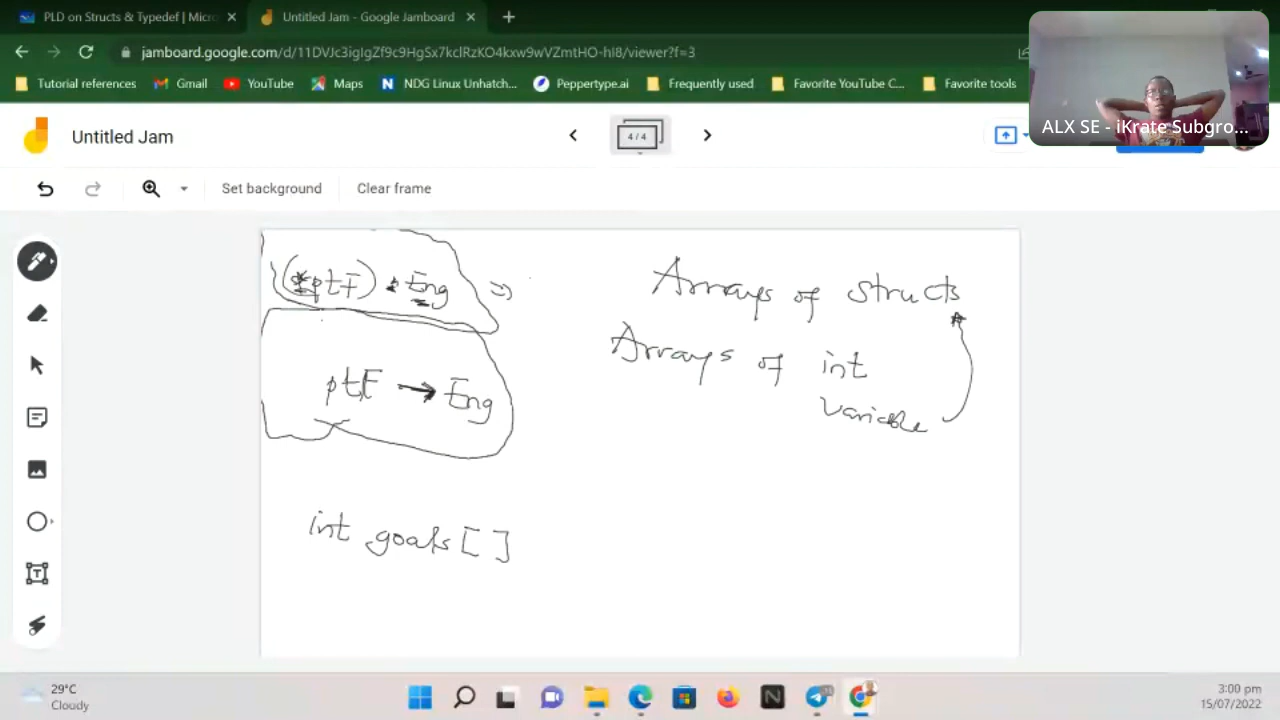 PLD on Structs & Typedef | Micro
Untitled Jam - Google Jamboard
jamboard.google.com/d/11DVJc3igIgZf9c9HgSx7kclRzKO4kxw9wVZmtHO-hI8/viewer?f=3
Tutorial references
Gmail
YouTube
Maps
NDG Linux Unhatch...
Peppertype.ai
Frequently used
Favorite YouTube C...
Favorite tools
ALX SE - iKrate Subgro...
Untitled Jam
4 / 4
Set background
Clear frame
(*ptF) . Eng =>
Arrays of structs
Arrays of int
variable
ptF → Eng
int goals [ ]
29°C
Cloudy
3:00 pm
15/07/2022